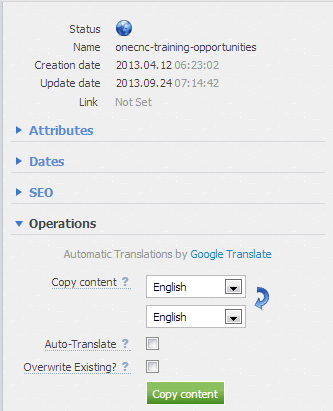 Status
Name onecnc-training-opportunities
Creation date 2013.04.12 06:23:02
Update date 2013.09.24 07:14:42
Link Not Set
Attributes
Dates
SEO
Operations
Automatic Translations by Google Translate
Copy content ? English
English
Auto-Translate ?
Overwrite Existing? ?
Copy content